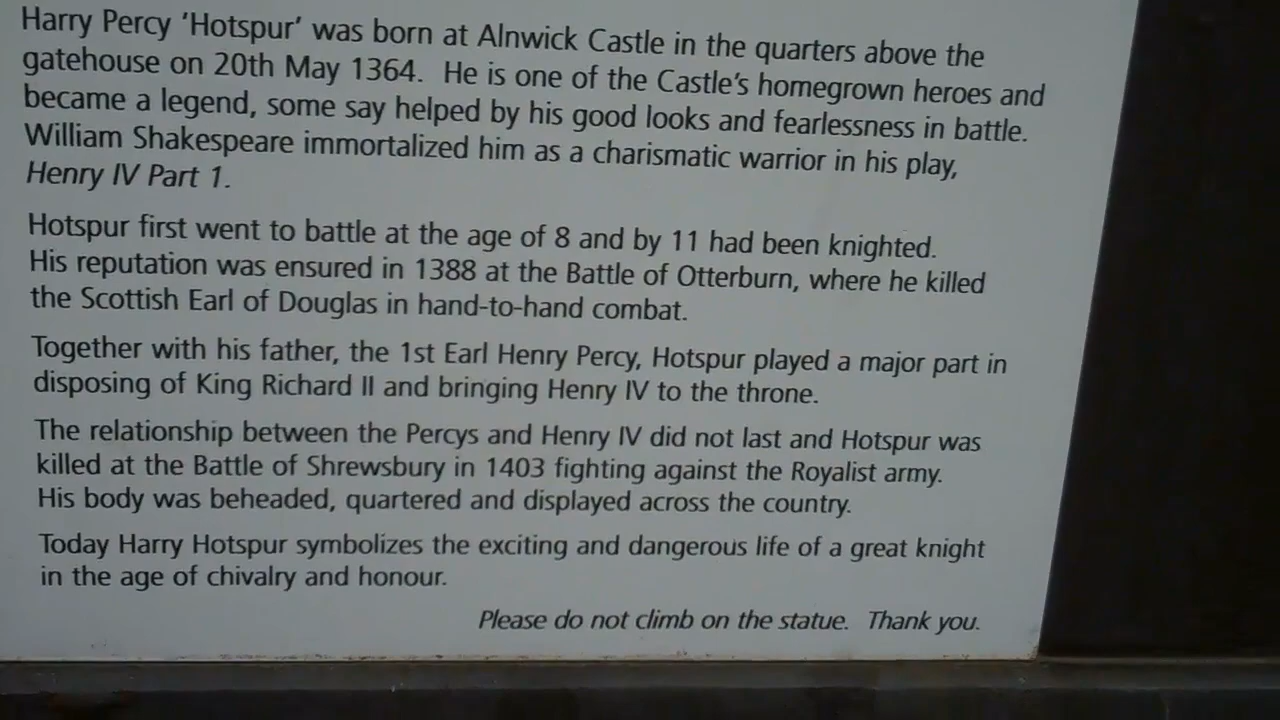 Harry Percy 'Hotspur' was born at Alnwick Castle in the quarters above the
gatehouse on 20th May 1364. He is one of the Castle's homegrown heroes and
became a legend, some say helped by his good looks and fearlessness in battle.
William Shakespeare immortalized him as a charismatic warrior in his play,
Henry IV Part 1.
Hotspur first went to battle at the age of 8 and by 11 had been knighted.
His reputation was ensured in 1388 at the Battle of Otterburn, where he killed
the Scottish Earl of Douglas in hand-to-hand combat.
Together with his father, the 1st Earl Henry Percy, Hotspur played a major part in
disposing of King Richard II and bringing Henry IV to the throne.
The relationship between the Percys and Henry IV did not last and Hotspur was
killed at the Battle of Shrewsbury in 1403 fighting against the Royalist army.
His body was beheaded, quartered and displayed across the country.
Today Harry Hotspur symbolizes the exciting and dangerous life of a great knight
in the age of chivalry and honour.
Please do not climb on the statue. Thank you.